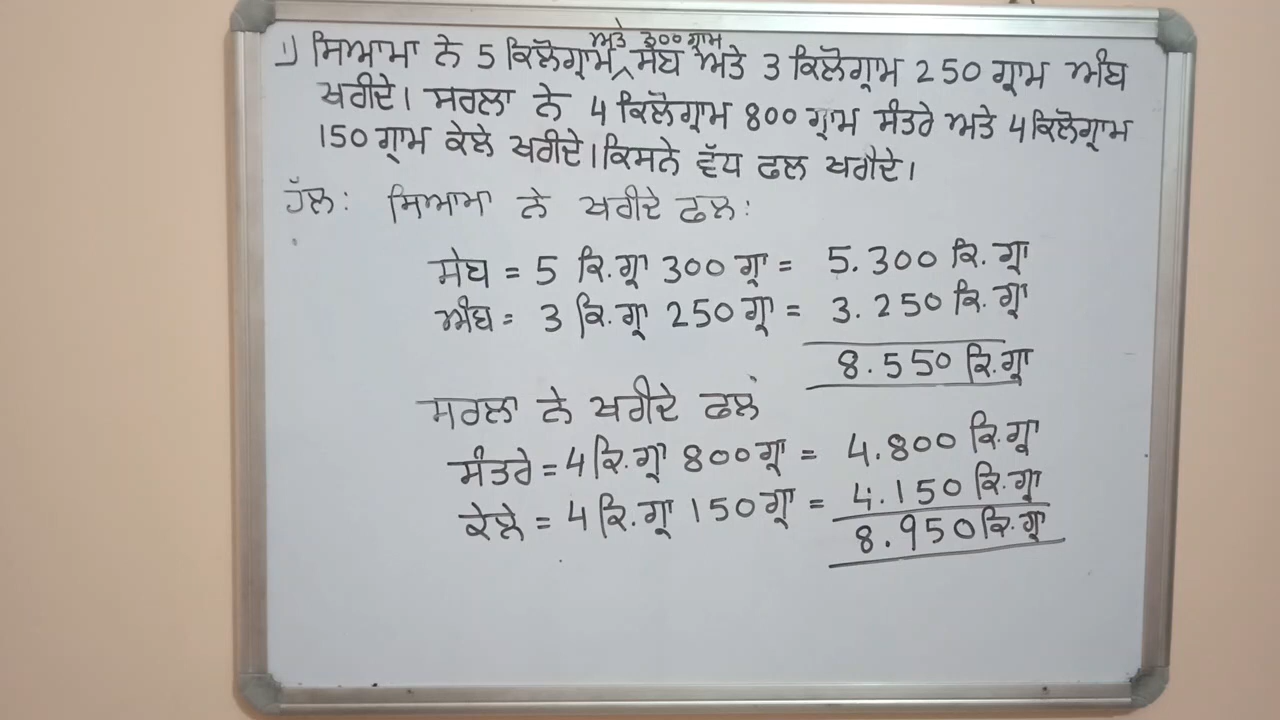 1) ਸਿਆਮਾ ਨੇ 5 ਕਿਲੋਗ੍ਰਾਮ ਅਤੇ 300 ਗ੍ਰਾਮ ਸੇਬ ਅਤੇ 3 ਕਿਲੋਗ੍ਰਾਮ 250 ਗ੍ਰਾਮ ਅੰਬ
ਖਰੀਦੇ। ਸਰਲਾ ਨੇ 4 ਕਿਲੋਗ੍ਰਾਮ 800 ਗ੍ਰਾਮ ਸੰਤਰੇ ਅਤੇ 4 ਕਿਲੋਗ੍ਰਾਮ
150 ਗ੍ਰਾਮ ਕੇਲੇ ਖਰੀਦੇ। ਕਿਸਨੇ ਵੱਧ ਫਲ ਖਰੀਦੇ।
ਹੱਲ: ਸਿਆਮਾ ਨੇ ਖਰੀਦੇ ਫਲ:
ਸੇਬ = 5 ਕਿ.ਗ੍ਰਾ 300 ਗ੍ਰਾ = 5.300 ਕਿ.ਗ੍ਰਾ
ਅੰਬ = 3 ਕਿ.ਗ੍ਰਾ 250 ਗ੍ਰਾ = 3.250 ਕਿ.ਗ੍ਰਾ
8.550 ਕਿ.ਗ੍ਰਾ
ਸਰਲਾ ਨੇ ਖਰੀਦੇ ਫਲ
ਸੰਤਰੇ = 4 ਕਿ.ਗ੍ਰਾ 800 ਗ੍ਰਾ = 4.800 ਕਿ.ਗ੍ਰਾ
ਕੇਲੇ = 4 ਕਿ.ਗ੍ਰਾ 150 ਗ੍ਰਾ = 4.150 ਕਿ.ਗ੍ਰਾ
8.950 ਕਿ.ਗ੍ਰਾ